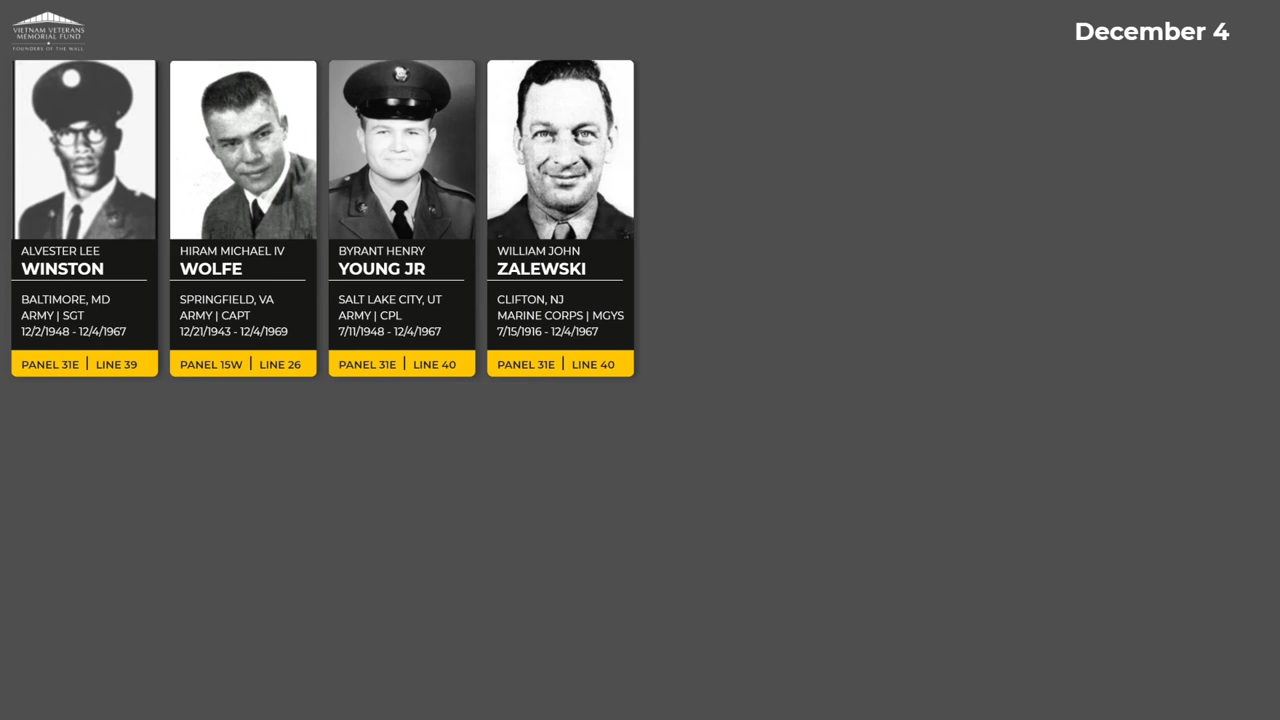 VIETNAM VETERANS
MEMORIAL FUND
FOUNDERS OF THE WALL
December 4
ALVESTER LEE
WINSTON
BALTIMORE, MD
ARMY | SGT
12/2/1948 - 12/4/1967
PANEL 31E | LINE 39
HIRAM MICHAEL IV
WOLFE
SPRINGFIELD, VA
ARMY | CAPT
12/21/1943 - 12/4/1969
PANEL 15W | LINE 26
BYRANT HENRY
YOUNG JR
SALT LAKE CITY, UT
ARMY | CPL
7/11/1948 - 12/4/1967
PANEL 31E | LINE 40
WILLIAM JOHN
ZALEWSKI
CLIFTON, NJ
MARINE CORPS | MGYS
7/15/1916 - 12/4/1967
PANEL 31E | LINE 40